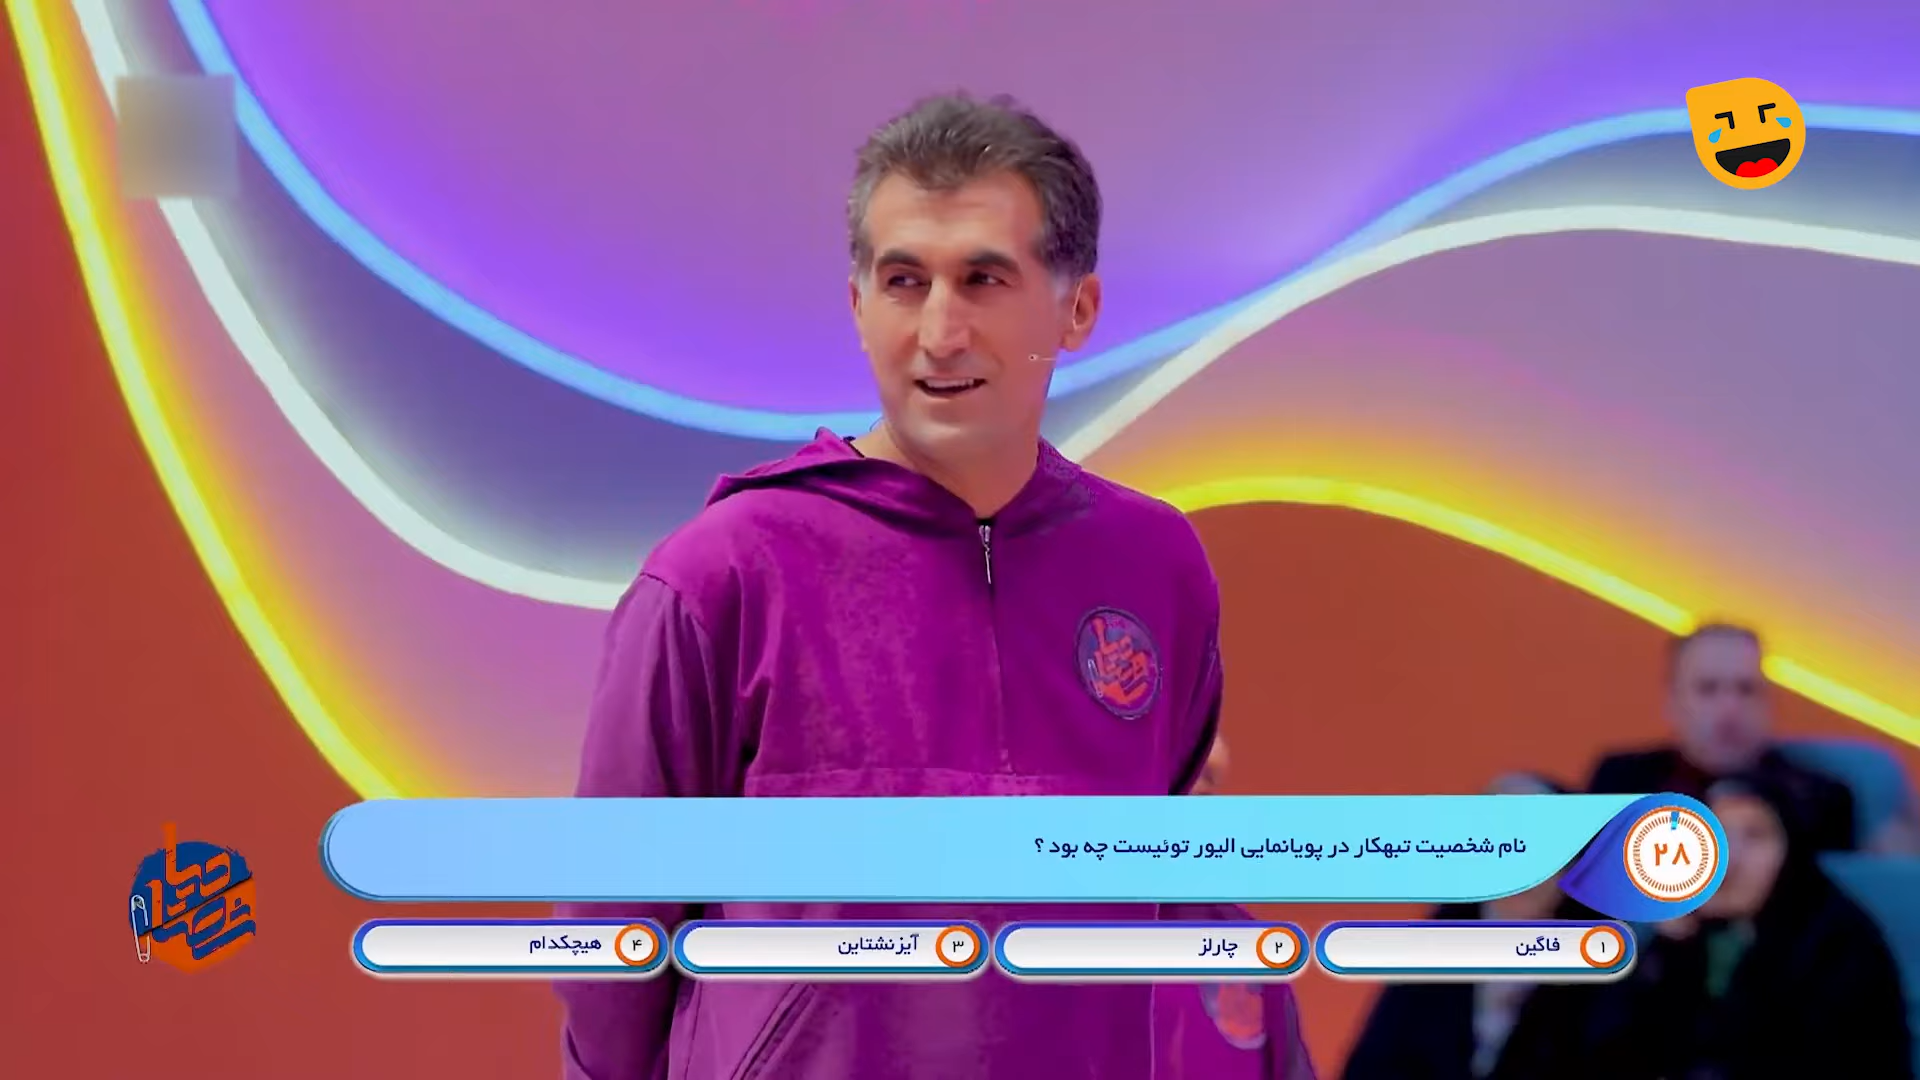 نام شخصیت تبهکار در پویانمایی الیور توئیست چه بود ؟
۲۸
۱ فاگین
۲ چارلز
۳ آیزنشتاین
۴ هیچکدام